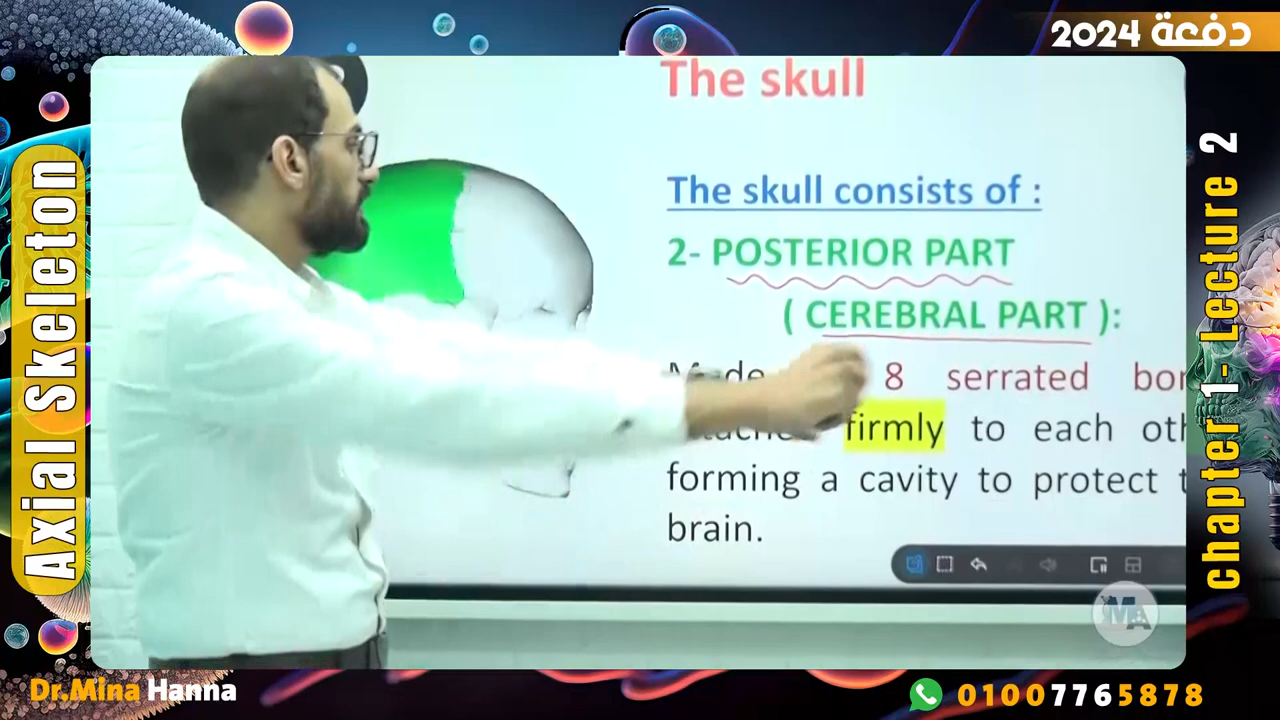 دفعة 2024
Axial Skeleton
The skull
The skull consists of :
2- POSTERIOR PART
( CEREBRAL PART ):
8 serrated
firmly to each
forming a cavity to protect
brain.
chapter 1- Lecture 2
MA
Dr.Mina Hanna
01007765878